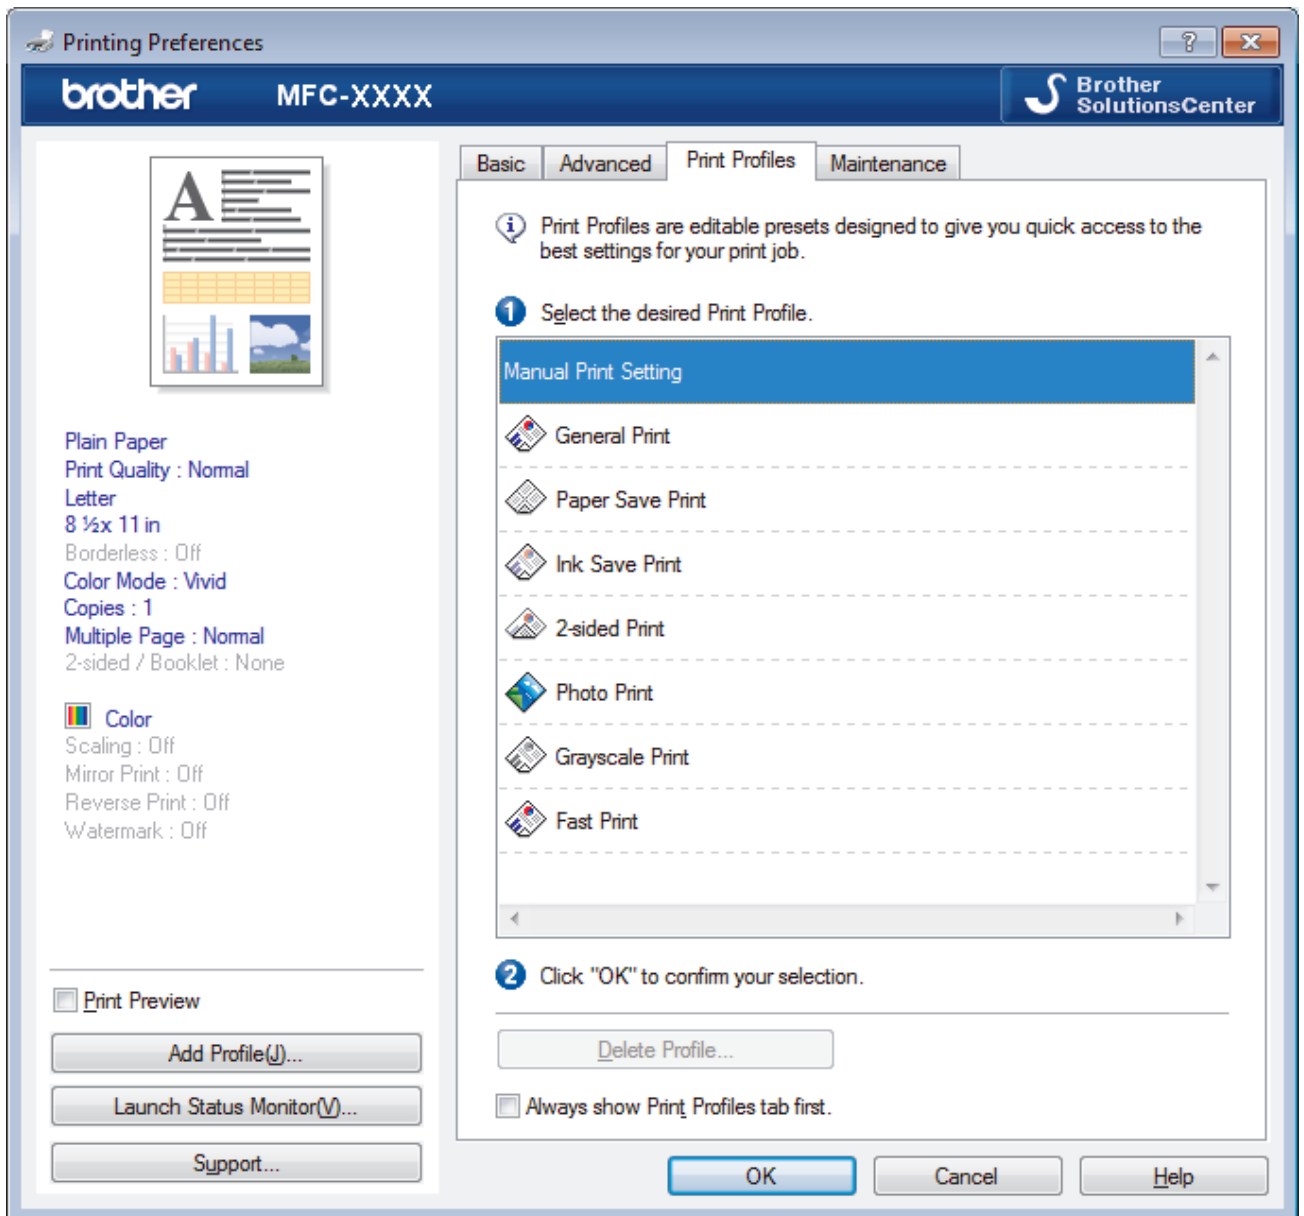 Printing Preferences
brother MFC-XXXX Brother SolutionsCenter
Plain Paper
Print Quality : Normal
Letter
8 ½x 11 in
Borderless : Off
Color Mode : Vivid
Copies : 1
Multiple Page : Normal
2-sided / Booklet : None
Color
Scaling : Off
Mirror Print : Off
Reverse Print : Off
Watermark : Off
Print Preview
Add Profile(J)...
Launch Status Monitor(V)...
Support...
Basic Advanced Print Profiles Maintenance
Print Profiles are editable presets designed to give you quick access to the
best settings for your print job.
1 Select the desired Print Profile.
Manual Print Setting
General Print
Paper Save Print
Ink Save Print
2-sided Print
Photo Print
Grayscale Print
Fast Print
2 Click "OK" to confirm your selection.
Delete Profile...
Always show Print Profiles tab first.
OK Cancel Help